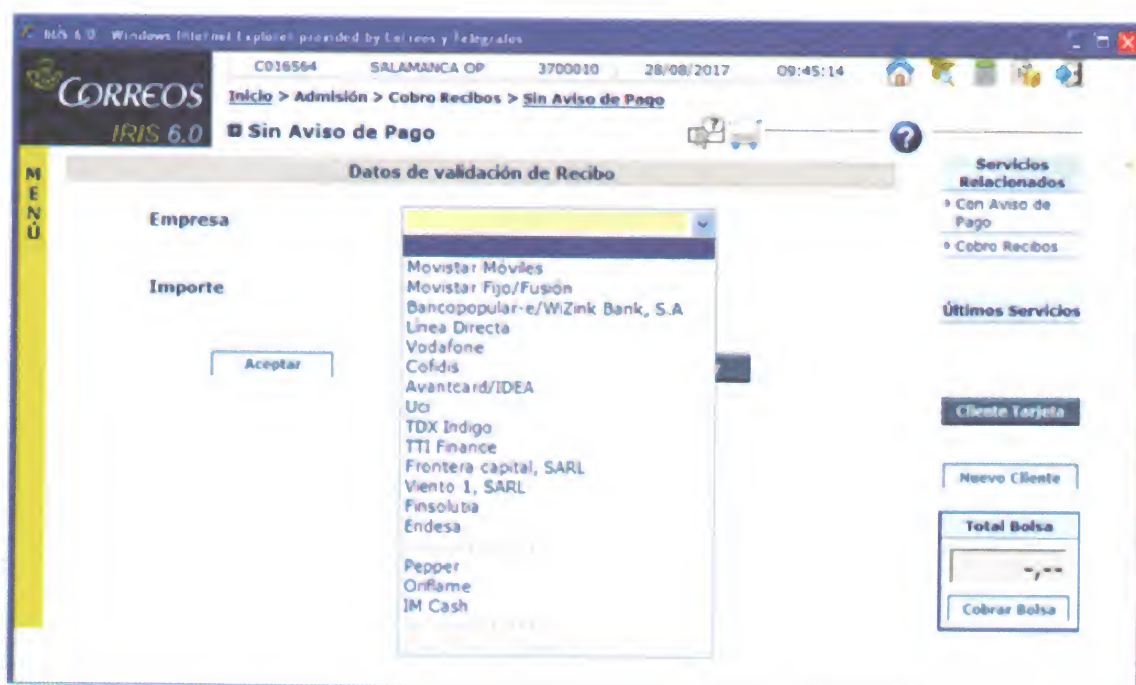 IRIS 6.0 Windows Internet Explorer provided by Correos y Telegrafos
C016564 SALAMANCA OP 3700010 28/08/2017 09:45:14
CORREOS
IRIS 6.0
Inicio > Admisión > Cobro Recibos > Sin Aviso de Pago
Sin Aviso de Pago
MENÚ
Datos de validación de Recibo
Empresa
Movistar Móviles
Movistar Fijo/Fusión
Bancopopular-e/WiZink Bank, S.A
Importe
Línea Directa
Vodafone
Aceptar
Cofidis
Avantcard/IDEA
Uci
TDX Indigo
TTI Finance
Frontera capital, SARL
Viento 1, SARL
Finsolutia
Endesa
Pepper
Oriflame
IM Cash
Servicios
Relacionados
Con Aviso de
Pago
Cobro Recibos
Últimos Servicios
Cliente Tarjeta
Nuevo Cliente
Total Bolsa
-,--
Cobrar Bolsa